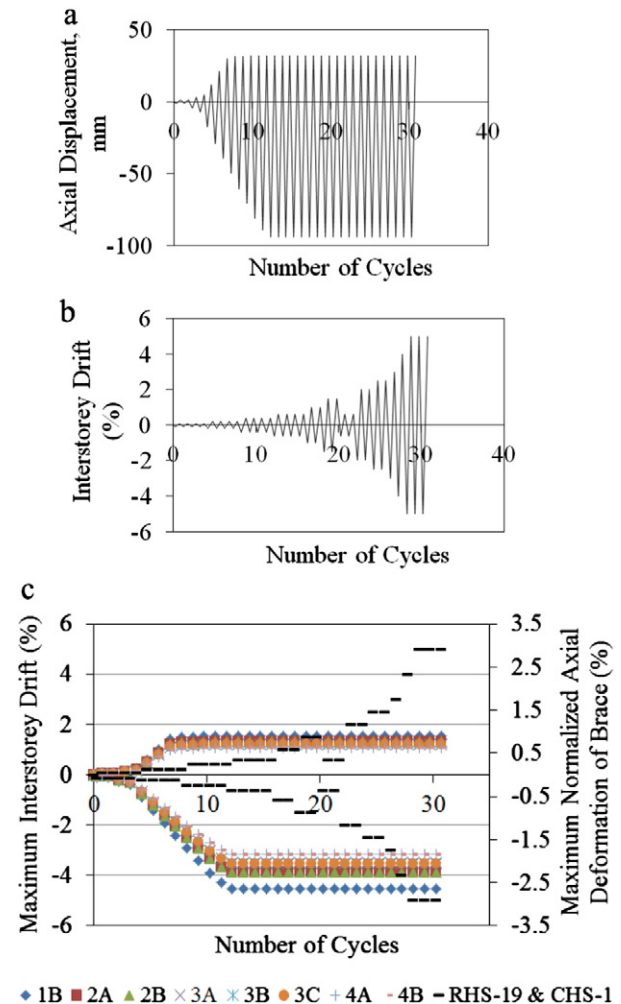 a
Axial Displacement, mm
50
0
-50
-100
0 10 20 30 40
Number of Cycles
b
Interstorey Drift (%)
6
4
2
0
-2
-4
-6
0 10 20 30 40
Number of Cycles
c
Maximum Interstorey Drift (%)
6
4
2
0
-2
-4
-6
0 10 20 30
3.5
2.5
1.5
0.5
-0.5
-1.5
-2.5
-3.5
Maximum Normalized Axial Deformation of Brace (%)
Number of Cycles
1B 2A 2B 3A 3B 3C 4A 4B RHS-19 & CHS-1